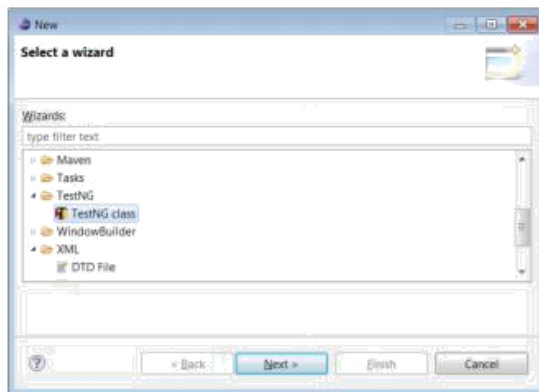 New
Select a wizard
Wizards:
type filter text
Maven
Tasks
TestNG
TestNG class
WindowBuilder
XML
DTD File
? < Back Next > Finish Cancel